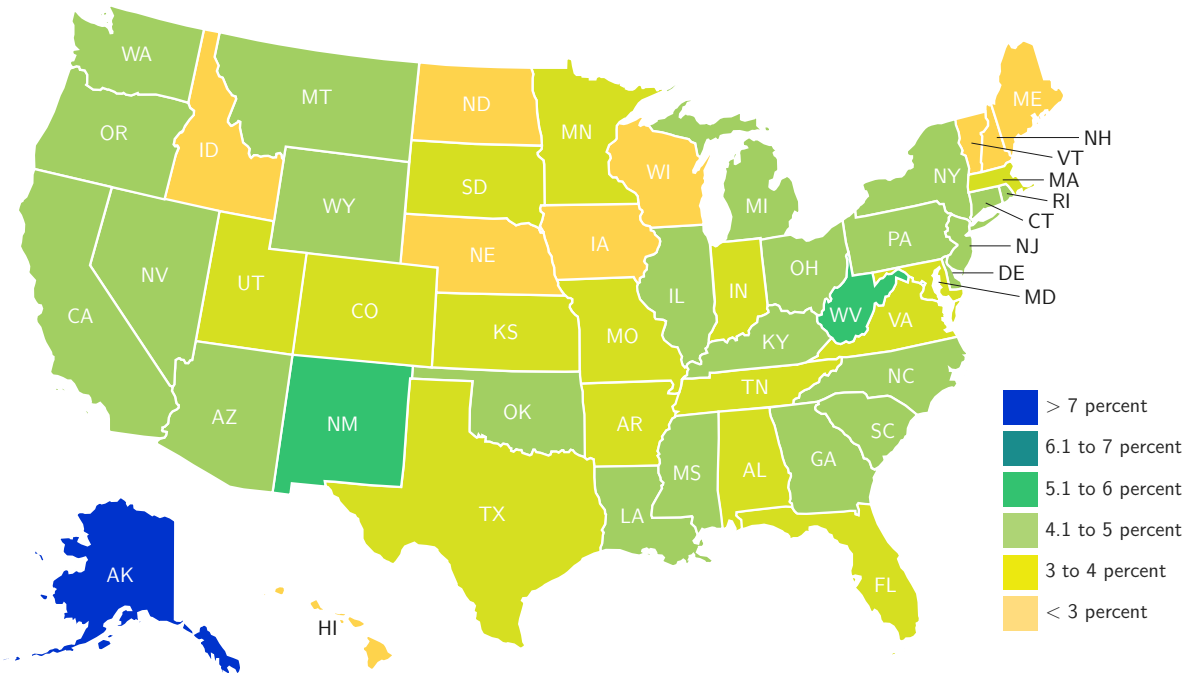 WA
MT
ND
MN
ME
OR
ID
NH
VT
WI
NY
MA
SD
RI
WY
MI
CT
PA
NJ
NE
IA
OH
DE
NV
UT
IL
IN
MD
CO
WV
VA
CA
KS
MO
KY
NC
TN
AZ
NM
OK
AR
SC
> 7 percent
6.1 to 7 percent
5.1 to 6 percent
4.1 to 5 percent
3 to 4 percent
< 3 percent
MS
AL
GA
TX
LA
AK
FL
HI